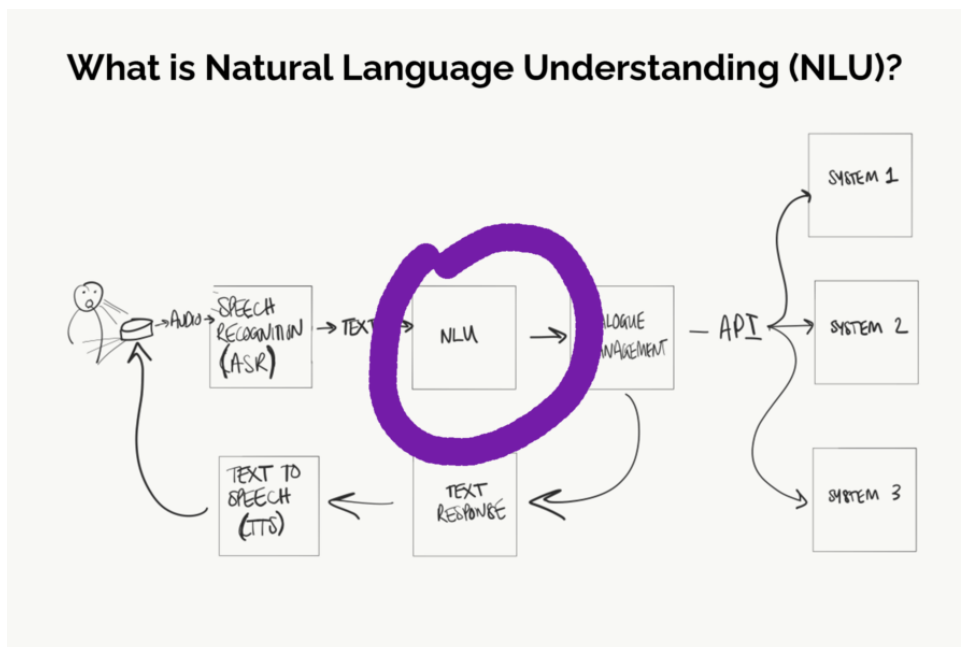 What is Natural Language Understanding (NLU)?
SYSTEM 1
AUDIO
SPEECH
RECOGNITION
(ASR)
TEXT
NLU
ALOGUE
NAGEMENT
API
SYSTEM 2
TEXT TO
SPEECH
(TTS)
TEXT
RESPONSE
SYSTEM 3